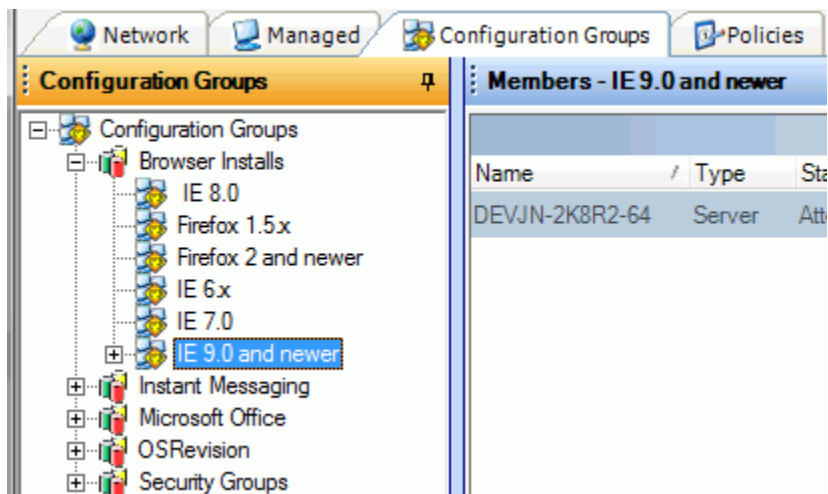 Network Managed Configuration Groups Policies
Configuration Groups Members - IE 9.0 and newer
Configuration Groups
Browser Installs
Name Type
IE 8.0
DEVJN-2K8R2-64 Server
Firefox 1.5.x
Firefox 2 and newer
IE 6.x
IE 7.0
IE 9.0 and newer
Instant Messaging
Microsoft Office
OSRevision
Security Groups